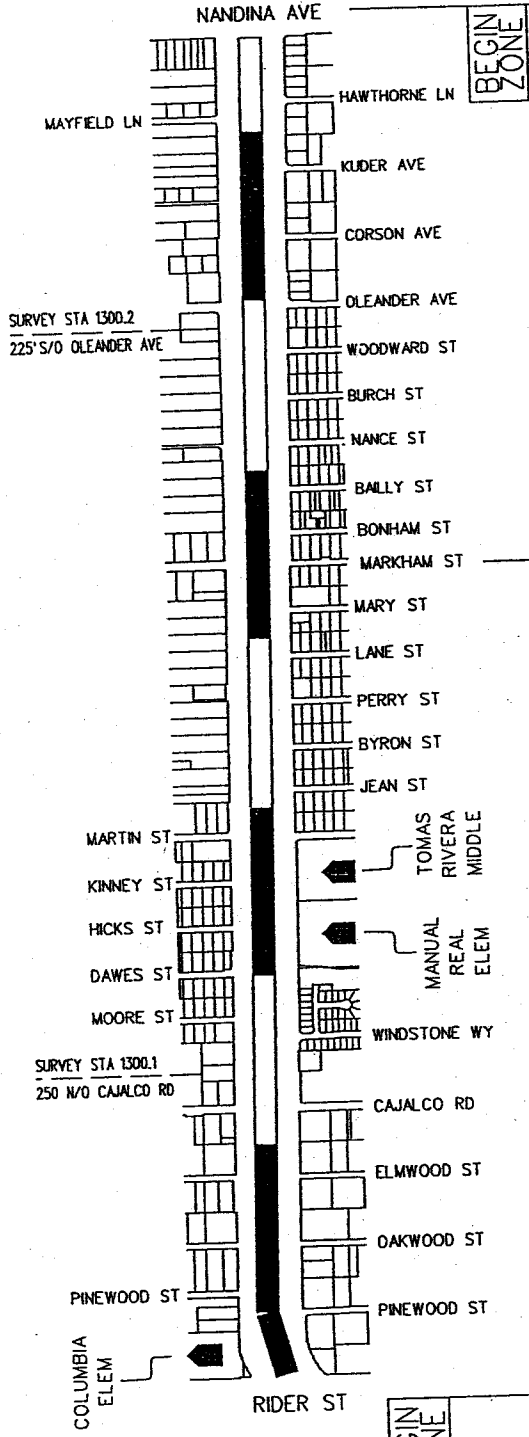 NANDINA AVE
BEGIN
ZONE
HAWTHORNE LN
MAYFIELD LN
KUDER AVE
CORSON AVE
OLEANDER AVE
SURVEY STA 1300.2
225' S/O OLEANDER AVE
WOODWARD ST
BURCH ST
NANCE ST
BAILLY ST
BONHAM ST
MARKHAM ST
MARY ST
LANE ST
PERRY ST
BYRON ST
JEAN ST
MARTIN ST
TOMAS
RIVERA
MIDDLE
KINNEY ST
HICKS ST
MANUAL
REAL
ELEM
DAWES ST
MOORE ST
WINDSTONE WY
SURVEY STA 1300.1
250 N/O CAJALCO RD
CAJALCO RD
ELMWOOD ST
OAKWOOD ST
PINEWOOD ST
PINEWOOD ST
COLUMBIA
ELEM
RIDER ST